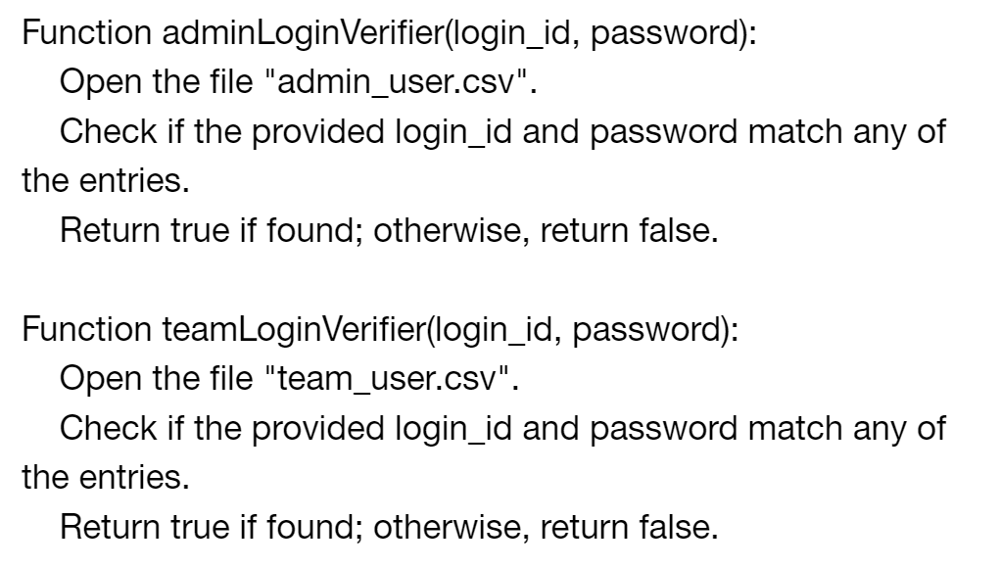 Function adminLoginVerifier(login_id, password):
Open the file "admin_user.csv".
Check if the provided login_id and password match any of
the entries.
Return true if found; otherwise, return false.
Function teamLoginVerifier(login_id, password):
Open the file "team_user.csv".
Check if the provided login_id and password match any of
the entries.
Return true if found; otherwise, return false.